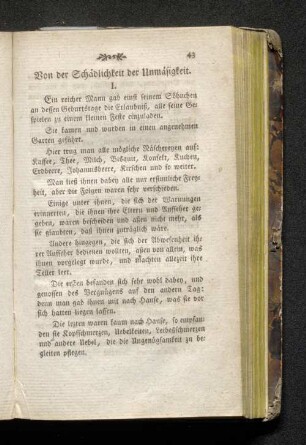 43
Von der Schädlichkeit der Unmäßigkeit.
I.
Ein reicher Mann gab einst seinem Söhnchen
an dessen Geburtstage die Erlaubniß, alle seine Ge-
spielen zu einem kleinen Feste einzuladen.
Sie kamen und wurden in einen angenehmen
Garten geführt.
Hier trug man alle mögliche Näschereyen auf:
Kaffee, Thee, Milch, Biskuit, Konfekt, Kuchen,
Erdbeere, Johannisbeere, Kirschen und so weiter.
Man ließ ihnen dabey alle nur ersinnliche Frey-
heit, aber die Folgen waren sehr verschieden.
Einige unter ihnen, die sich der Warnungen
erinnerten, die ihnen ihre Eltern und Aufseher ge-
geben, waren bescheiden und aßen nicht mehr, als
sie glaubten, daß ihnen zuträglich wäre.
Andere hingegen, die sich der Abwesenheit ihr
er Aufseher bedienen wollten, aßen von allem, was
ihnen vorgelegt wurde, und machten allezeit ihre
Teller leer.
Die ersten befanden sich sehr wohl dabey, und
genossen des Vergnügens auf den andern Tag:
denn man gab ihnen mit nach Hause, was sie vor
sich hatten liegen lassen.
Die letzten waren kaum nach Hause, so empfan-
den sie Kopfschmerzen, Uebelkeiten, Leibesschmerzen
und andere Uebel, die die Ungenügsamkeit zu be-
gleiten pflegen.